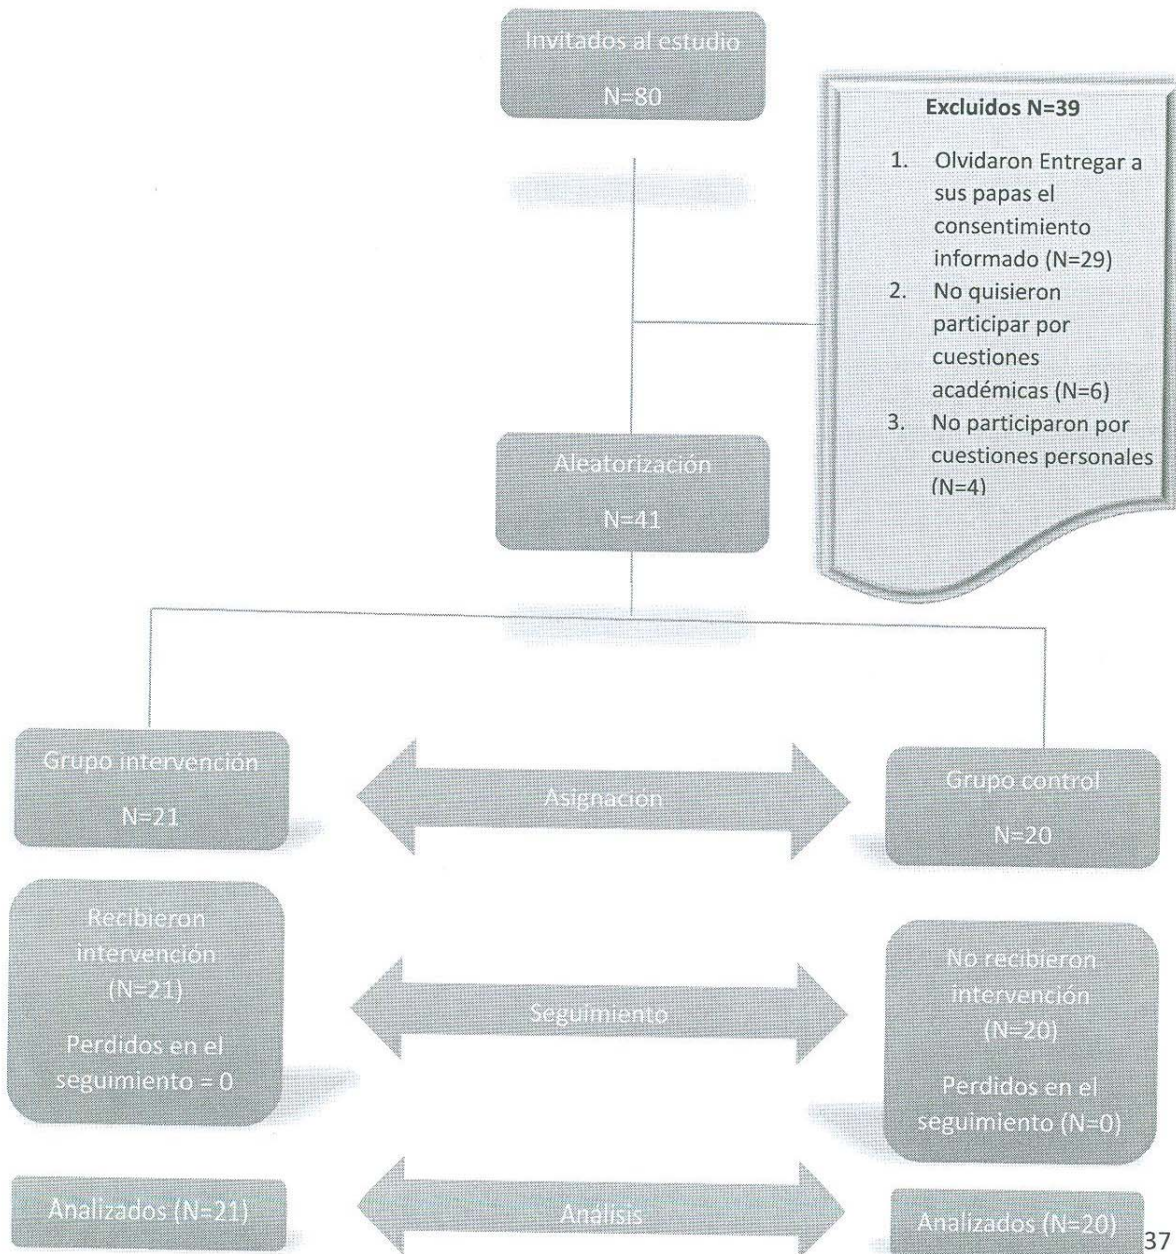 Invitados al estudio
N=80
Excluidos N=39
1. Olvidaron Entregar a
sus papas el
consentimiento
informado (N=29)
2. No quisieron
participar por
cuestiones
académicas (N=6)
3. No participaron por
cuestiones personales
(N=4)
Aleatorización
N=41
Grupo intervención
N=21
Asignación
Grupo control
N=20
Recibieron
intervención
(N=21)
Perdidos en el
seguimiento = 0
Seguimiento
No recibieron
intervención
(N=20)
Perdidos en el
seguimiento (N=0)
Analizados (N=21)
Análisis
Analizados (N=20)
37